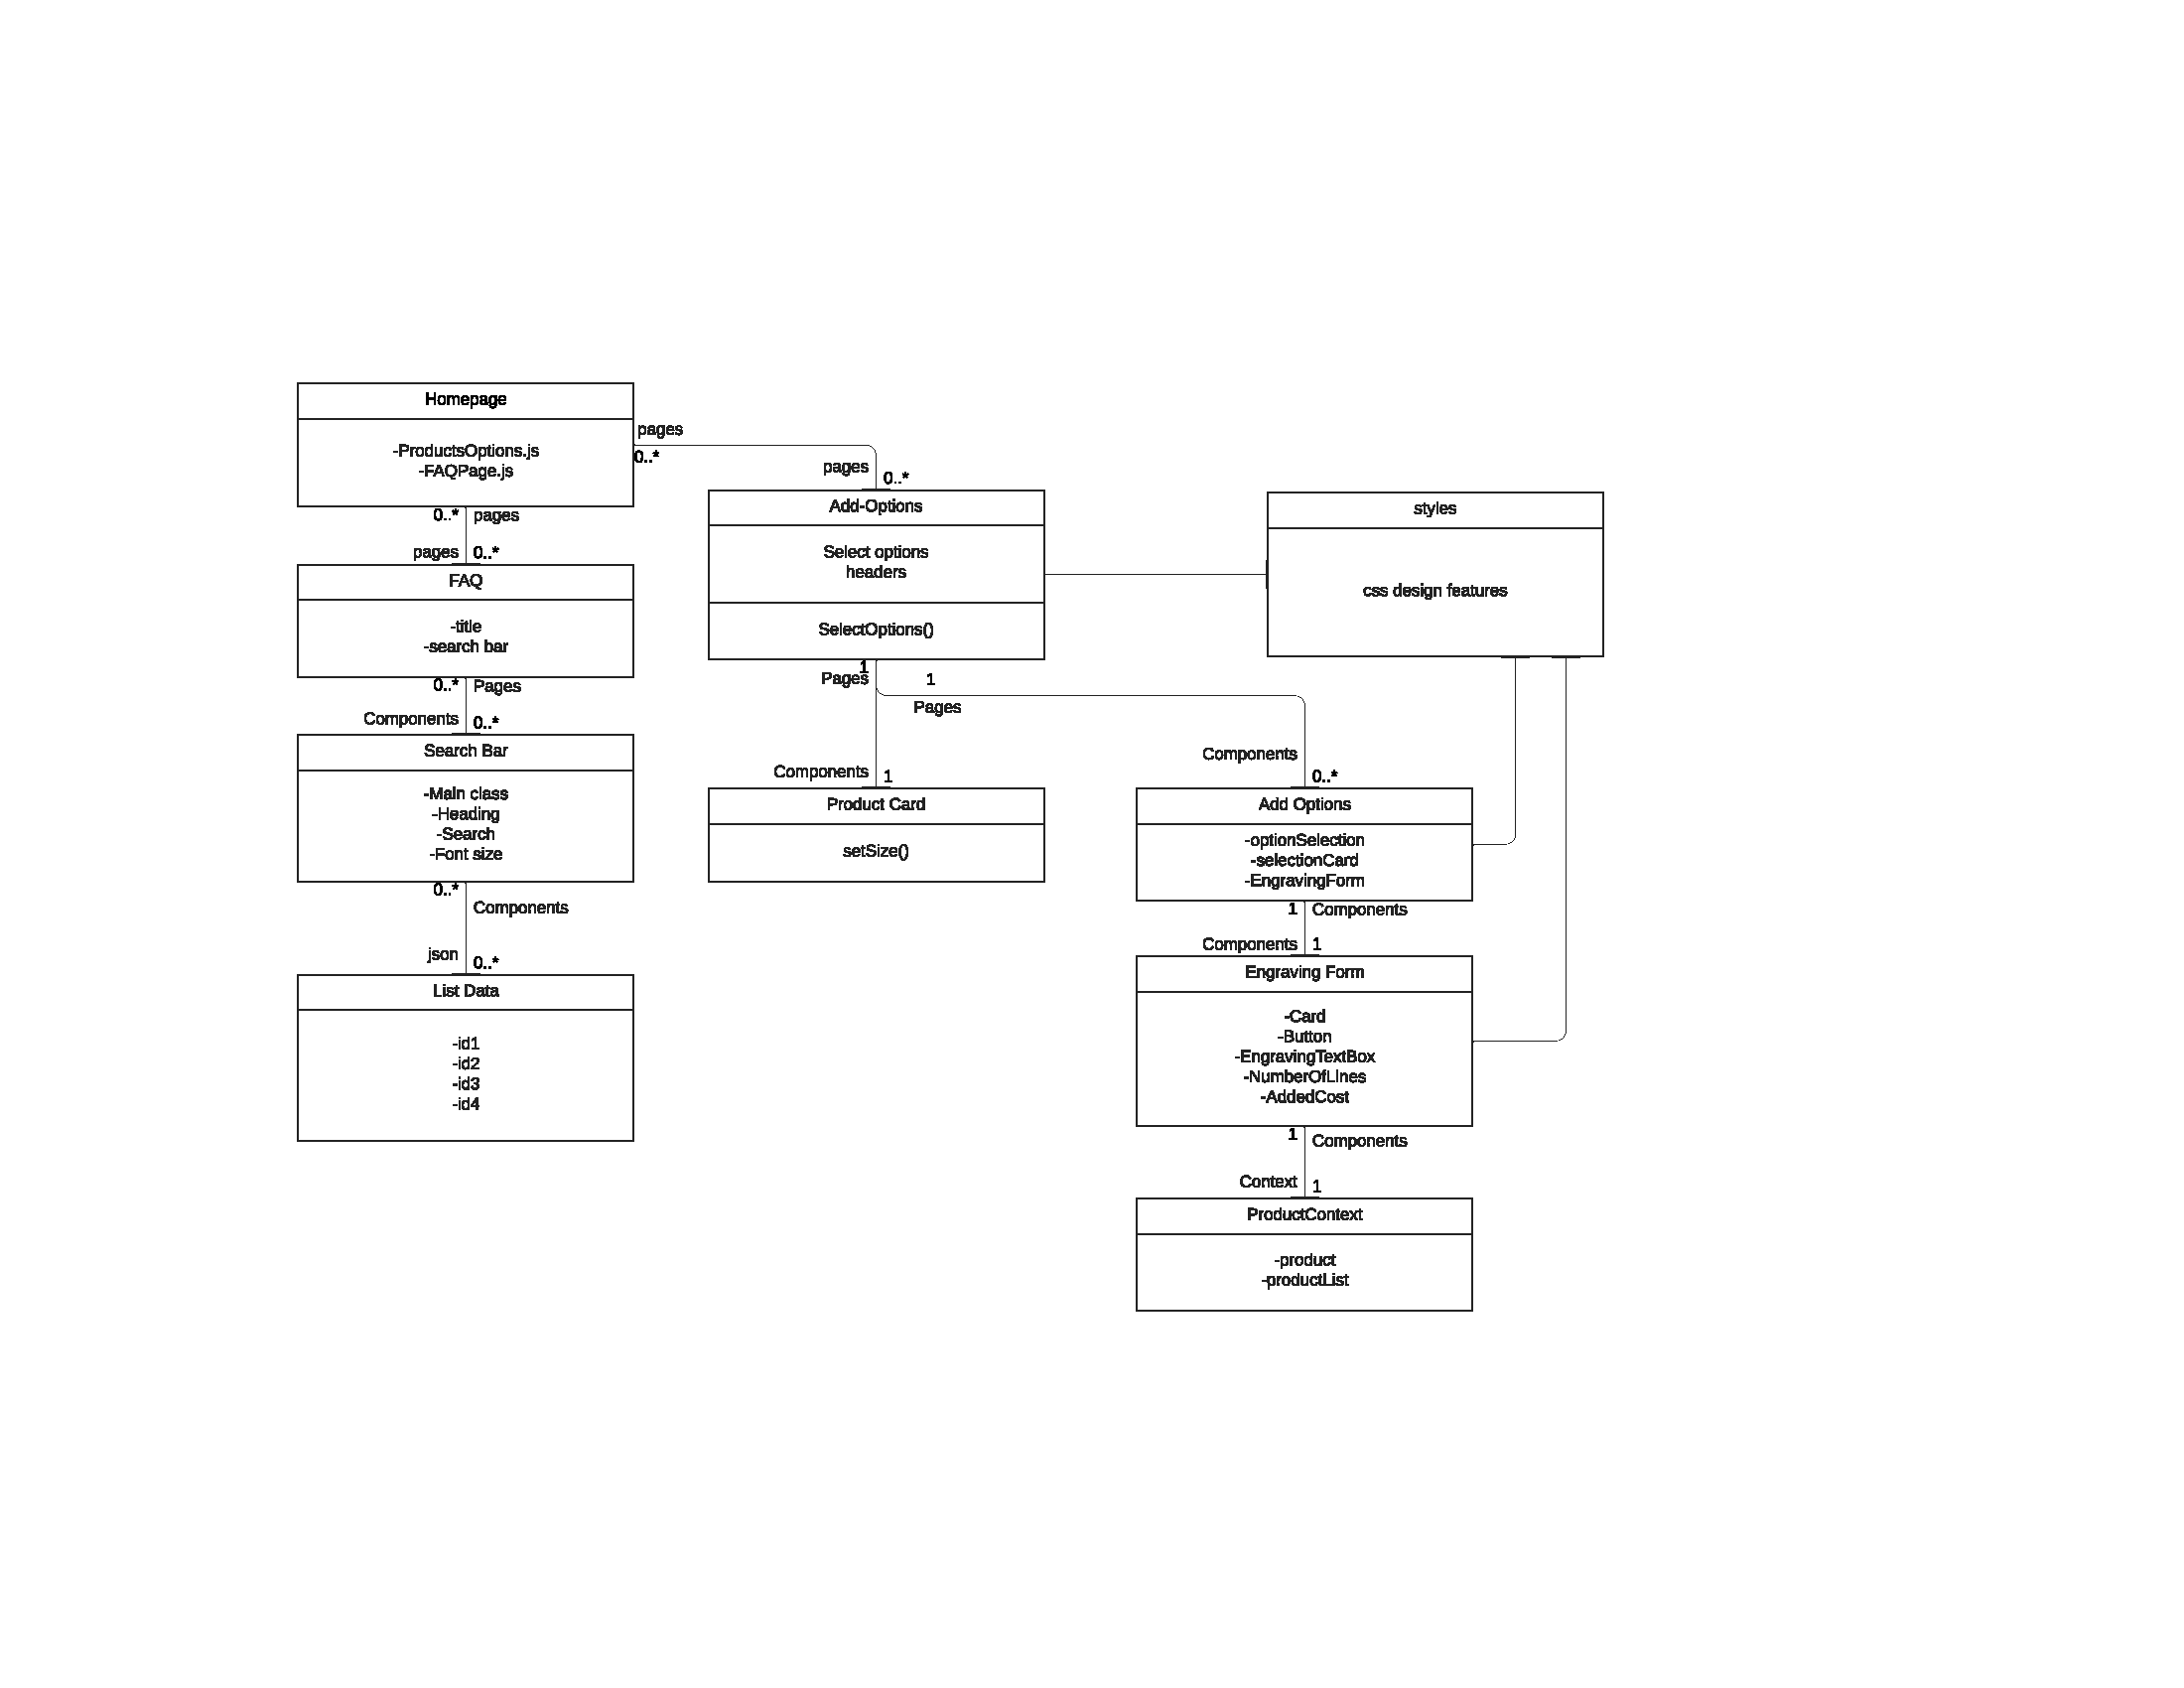 Homepage
-ProductsOptions.js
-FAQPage.js
pages
0..*
pages
0..*
0..*
pages
pages
0..*
FAQ
-title
-search bar
0..*
Pages
Components
0..*
Search Bar
-Main class
-Heading
-Search
-Font size
0..*
Components
json
0..*
List Data
-id1
-id2
-id3
-id4
Add-Options
Select options
headers
SelectOptions()
1
Pages
1
Pages
Components
1
Product Card
setSize()
styles
css design features
Components
0..*
Add Options
-optionSelection
-selectionCard
-EngravingForm
1
Components
Components
1
Engraving Form
-Card
-Button
-EngravingTextBox
-NumberOfLines
-AddedCost
1
Components
Context
1
ProductContext
-product
-productList